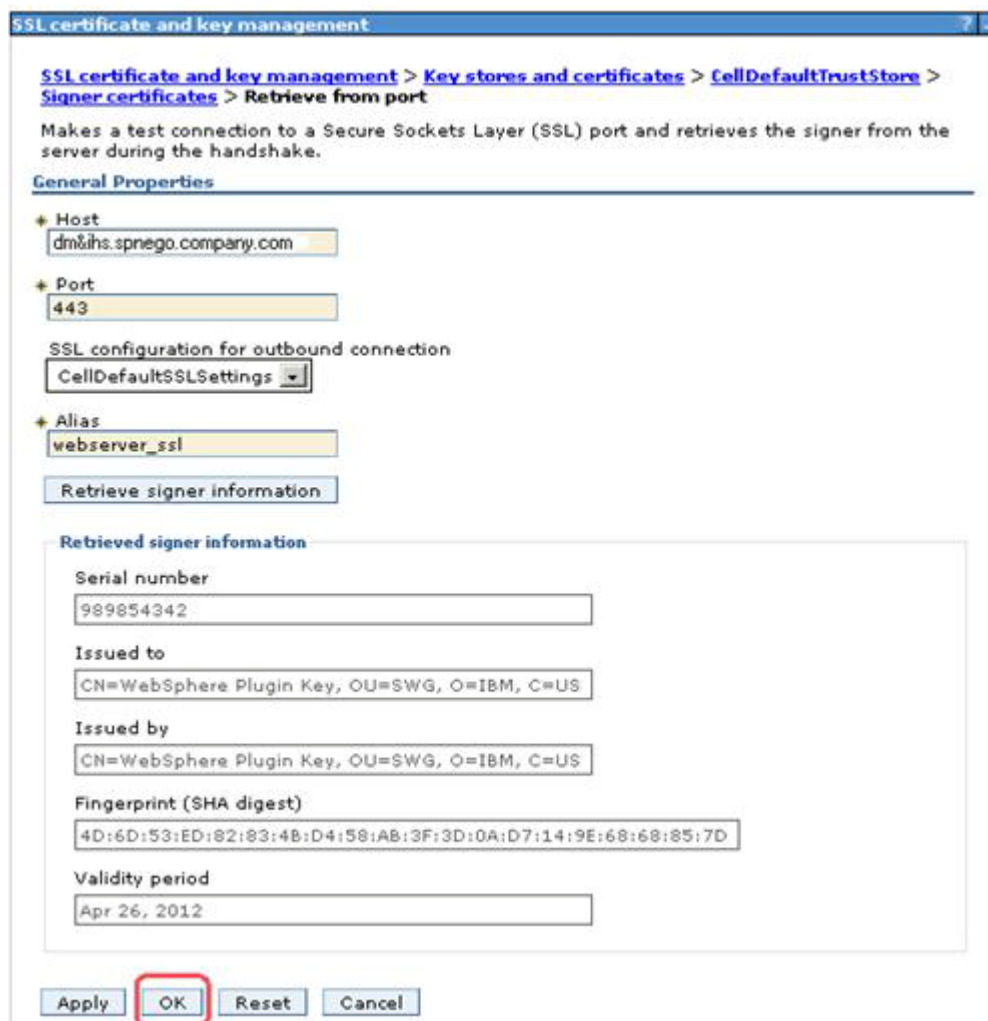 SSL certificate and key management ?
SSL certificate and key management > Key stores and certificates > CellDefaultTrustStore >
Signer certificates > Retrieve from port
Makes a test connection to a Secure Sockets Layer (SSL) port and retrieves the signer from the
server during the handshake.
General Properties
Host
dm&ihs.spnego.company.com
Port
443
SSL configuration for outbound connection
CellDefaultSSLSettings
Alias
webserver_ssl
Retrieve signer information
Retrieved signer information
Serial number
989854342
Issued to
CN=WebSphere Plugin Key, OU=SWG, O=IBM, C=US
Issued by
CN=WebSphere Plugin Key, OU=SWG, O=IBM, C=US
Fingerprint (SHA digest)
4D:6D:53:ED:82:83:4B:D4:58:AB:3F:3D:0A:D7:14:9E:68:68:85:7D
Validity period
Apr 26, 2012
Apply OK Reset Cancel